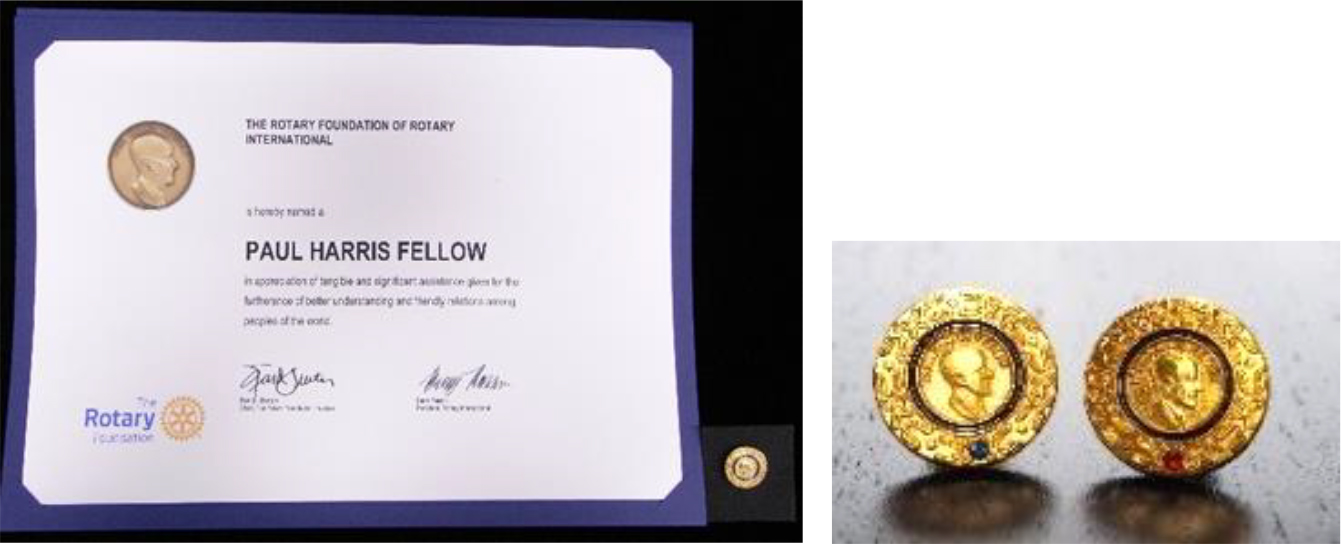 THE ROTARY FOUNDATION OF ROTARY
INTERNATIONAL
is hereby named a
PAUL HARRIS FELLOW
in appreciation of tangible and significant assistance given for the
furtherance of better understanding and friendly relations among
peoples of the world.
The
Rotary
Foundation